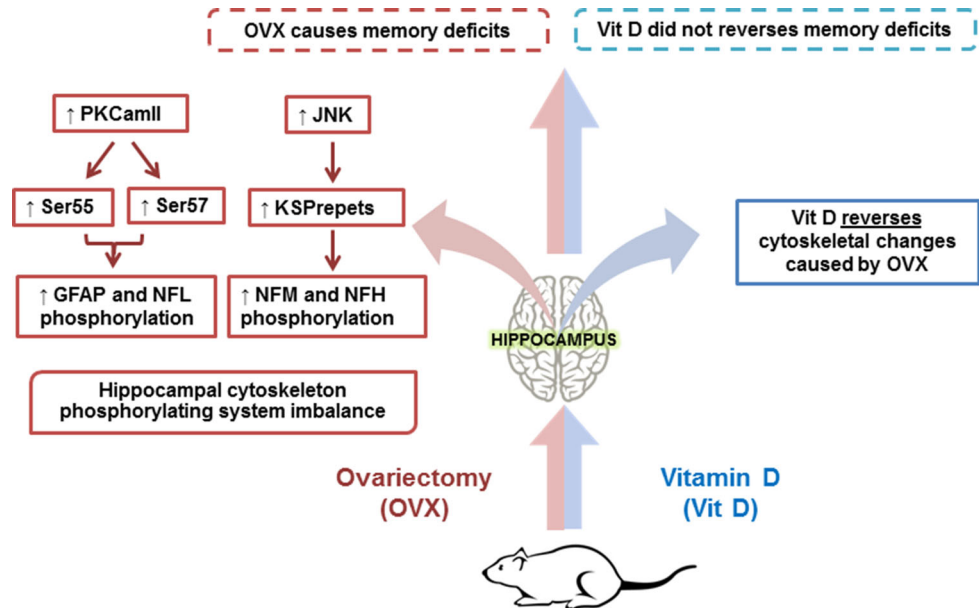 OVX causes memory deficits
Vit D did not reverses memory deficits
↑ PKCamII
↑ JNK
↑ Ser55
↑ Ser57
↑ KSPrepets
Vit D reverses
cytoskeletal changes
caused by OVX
↑ GFAP and NFL
phosphorylation
↑ NFM and NFH
phosphorylation
HIPPOCAMPUS
Hippocampal cytoskeleton
phosphorylating system imbalance
Ovariectomy
(OVX)
Vitamin D
(Vit D)